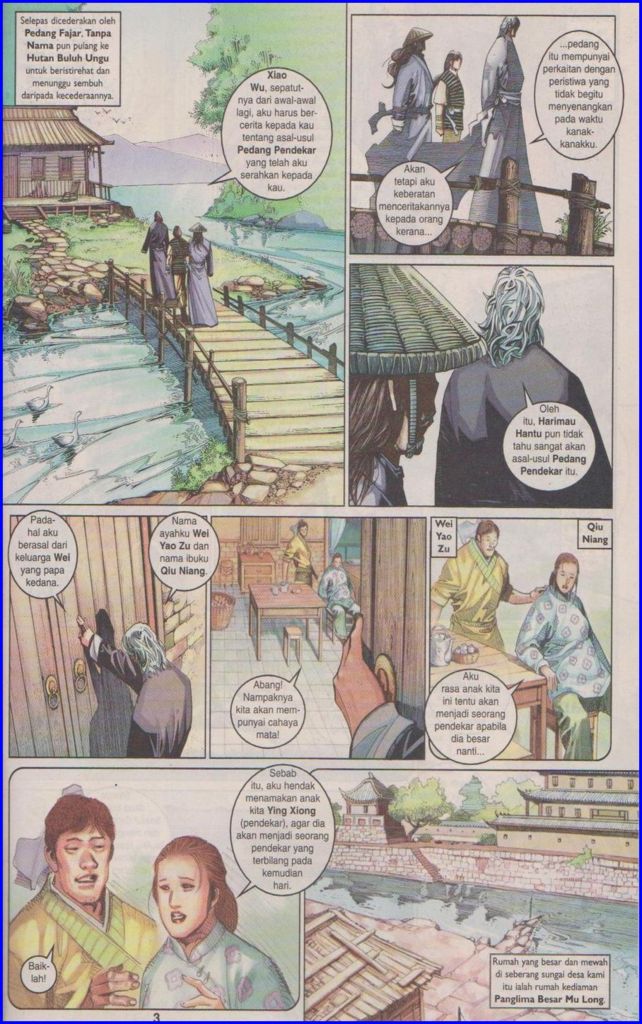 Selepas dicederakan oleh
Pedang Fajar, Tanpa
Nama pun pulang ke
Hutan Buluh Ungu
untuk beristirehat dan
menunggu sembuh
daripada kecederaannya.
Xiao
Wu, sepatut-
nya dari awal-awal
lagi, aku harus ber-
cerita kepada kau
tentang asal-usul
Pedang Pendekar
yang telah aku
serahkan kepada
kau.
...pedang
itu mempunyai
perkaitan dengan
peristiwa yang
tidak begitu
menyenangkan
pada waktu
kanak-
kanakku.
Akan
tetapi aku
keberatan
menceritakannya
kepada orang
kerana...
Oleh
itu, Harimau
Hantu pun tidak
tahu sangat akan
asal-usul Pedang
Pendekar itu.
Pada-
hal aku
berasal dari
keluarga Wei
yang papa
kedana.
Nama
ayahku Wei
Yao Zu dan
nama ibuku
Qiu Niang.
Abang!
Nampaknya
kita akan mem-
punyai cahaya
mata!
Wei
Yao
Zu
Qiu
Niang
Aku
rasa anak kita
ini tentu akan
menjadi seorang
pendekar apabila
dia besar
nanti...
Sebab
itu, aku hendak
menamakan anak
kita Ying Xiong
(pendekar), agar dia
akan menjadi seorang
pendekar yang
terbilang pada
kemudian
hari.
Baik-
lah!
Rumah yang besar dan mewah
di seberang sungai desa kami
itu ialah rumah kediaman
Panglima Besar Mu Long.
3